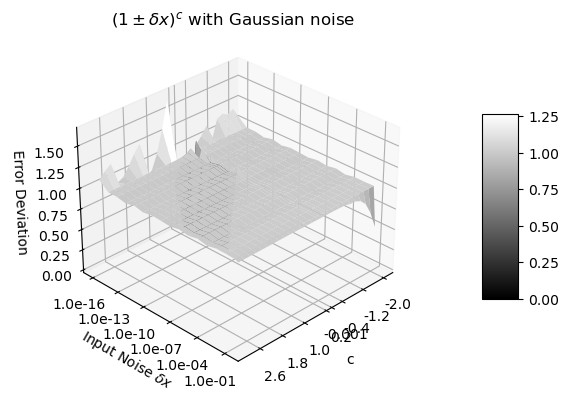 (1 ± δx)^c with Gaussian noise
Error Deviation
1.50
1.25
1.00
0.75
0.50
0.25
0.00
1.0e-16
1.0e-13
1.0e-10
1.0e-07
1.0e-04
1.0e-01
Input Noise δx
-2.0
-1.2
-0.4
-0.001
0.2
1.0
1.8
2.6
c
1.25
1.00
0.75
0.50
0.25
0.00